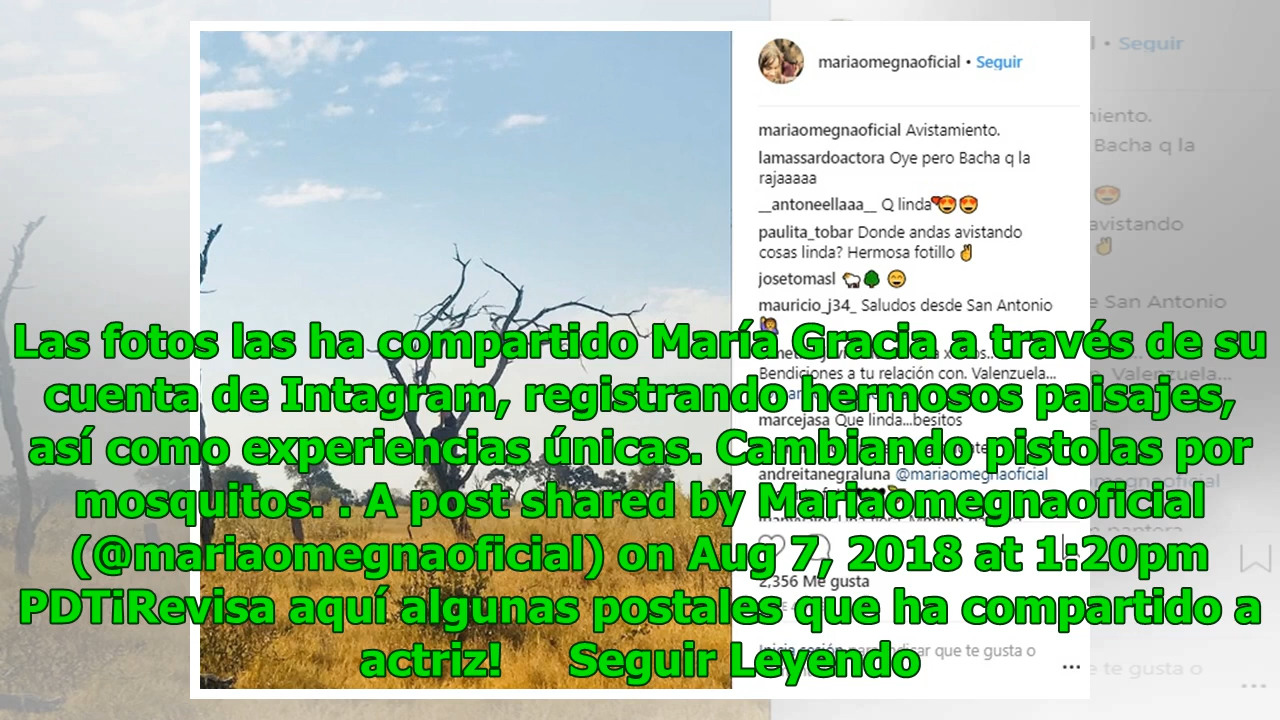 mariaomegnaoficial • Seguir
mariaomegnaoficial Avistamiento.
lamassardoactora Oye pero Bacha q la
rajaaaaa
__antoneellaaa__ Q linda
paulita_tobar Donde andas avistando
cosas linda? Hermosa fotillo
josetomasl
mauricio_j34_ Saludos desde San Antonio
Bendiciones a tu relación con. Valenzuela...
marcejasa Que linda...besitos
andreitanegraluna @mariaomegnaoficial
2,356 Me gusta
Las fotos las ha compartido María Gracia a través de su
cuenta de Intagram, registrando hermosos paisajes,
así como experiencias únicas. Cambiando pistolas por
mosquitos. . A post shared by Mariaomegnaoficial
(@mariaomegnaoficial) on Aug 7, 2018 at 1:20pm
PDTiRevisa aquí algunas postales que ha compartido a
actriz! Seguir Leyendo